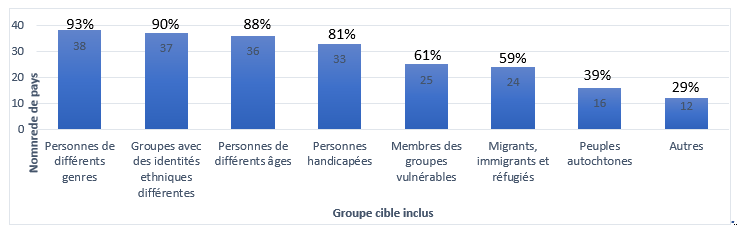 93% 90% 88% 81% 61% 59% 39% 29%
40
30
20
10
0
38 37 36 33 25 24 16 12
Nomnrede de pays
Personnes de
différents
genres
Groupes avec
des identités
ethniques
différentes
Personnes de
différents âges
Personnes
handicapées
Membres des
groupes
vulnérables
Migrants,
immigrants et
réfugiés
Peuples
autochtones
Autres
Groupe cible inclus